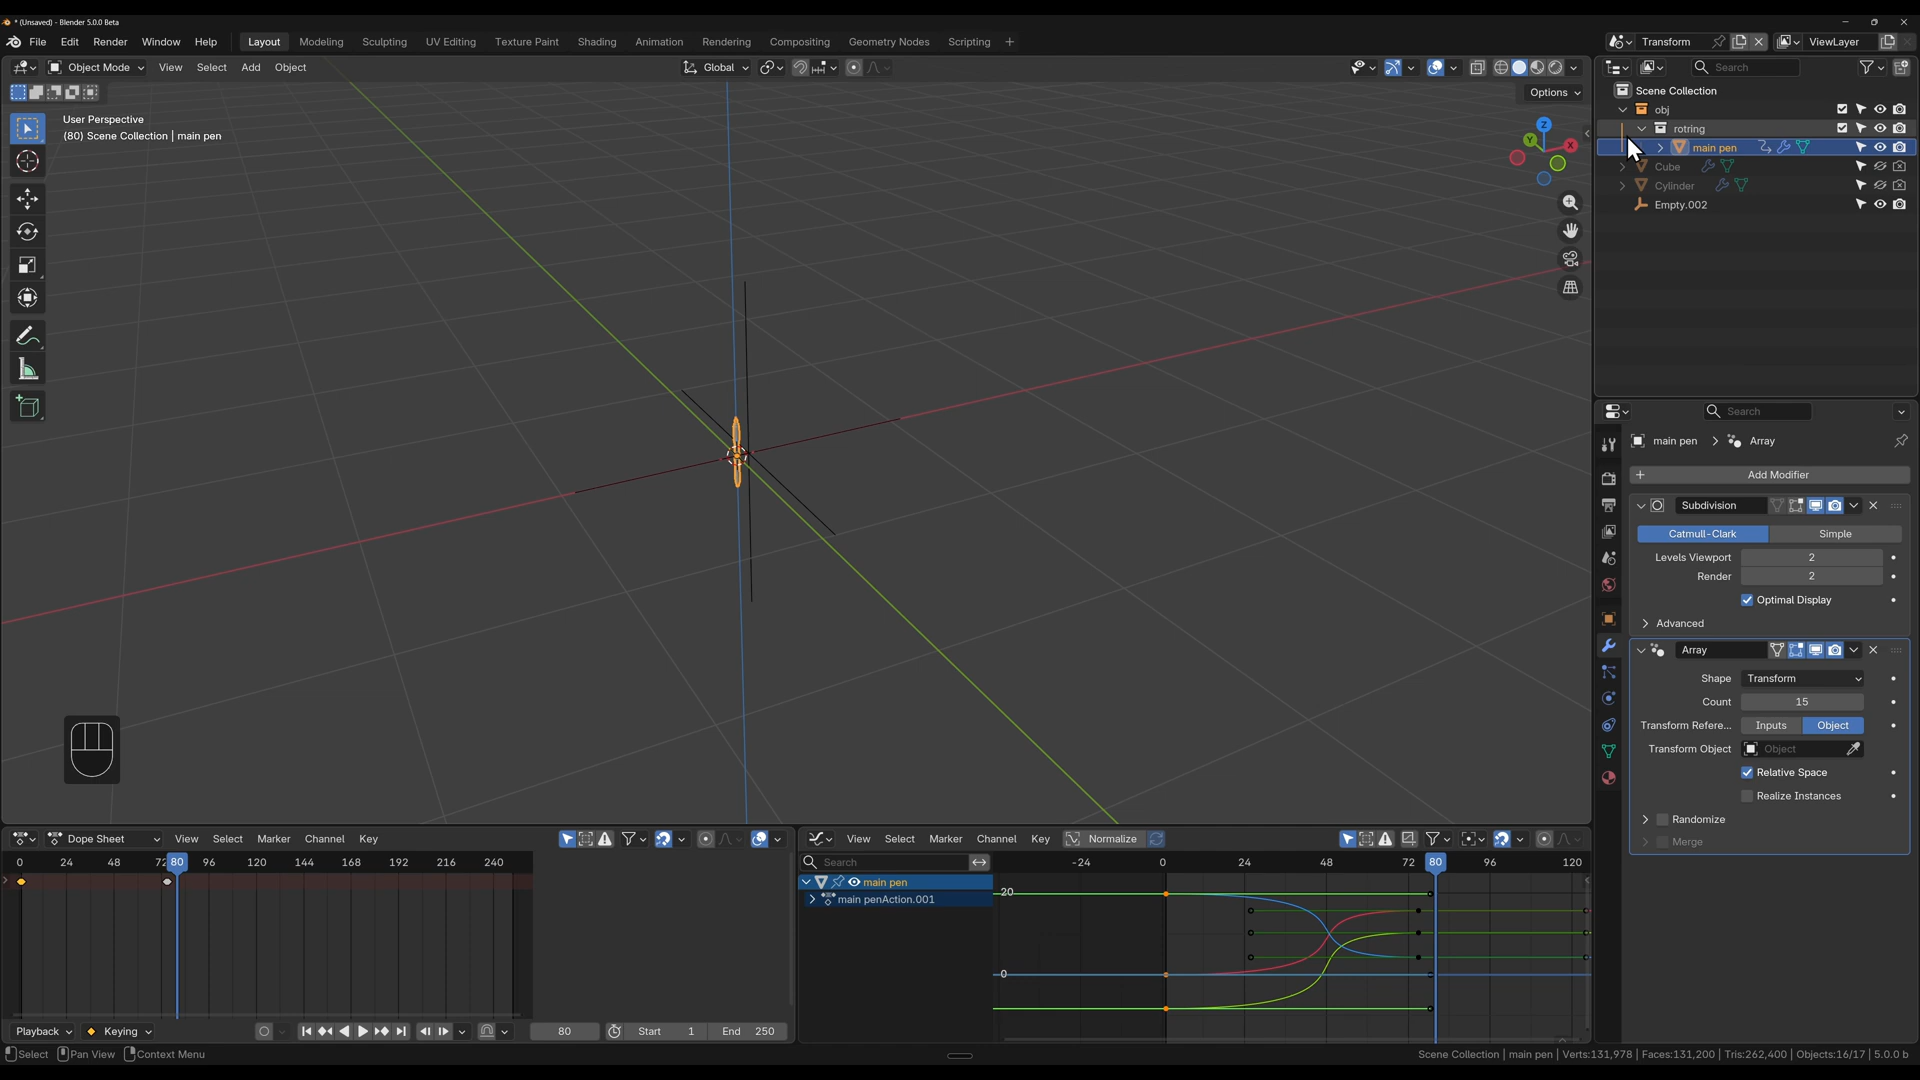 * (Unsaved) - Blender 5.0.0 Beta
File Edit Render Window Help Layout Modeling Sculpting UV Editing Texture Paint Shading Animation Rendering Compositing Geometry Nodes Scripting + Transform ViewLayer
Object Mode View Select Add Object Global Search
Options
User Perspective
(80) Scene Collection | main pen
Z
Y
X
Scene Collection
obj
rotring
main pen
Cube
Cylinder
Empty.002
Search
main pen > Array
+ Add Modifier
Subdivision
Catmull-Clark Simple
Levels Viewport 2
Render 2
Optimal Display
Advanced
Array
Shape Transform
Count 15
Transform Refere... Inputs Object
Transform Object Object
Relative Space
Realize Instances
Randomize
Merge
Dope Sheet View Select Marker Channel Key
0 24 48 72 80 96 120 144 168 192 216 240
Playback Keying 80 Start 1 End 250
View Select Marker Channel Key Normalize
Search -24 0 24 48 72 80 96 120
main pen
main penAction.001
20
0
Select Pan View Context Menu
Scene Collection | main pen | Verts:131,978 | Faces:131,200 | Tris:262,400 | Objects:16/17 | 5.0.0 b